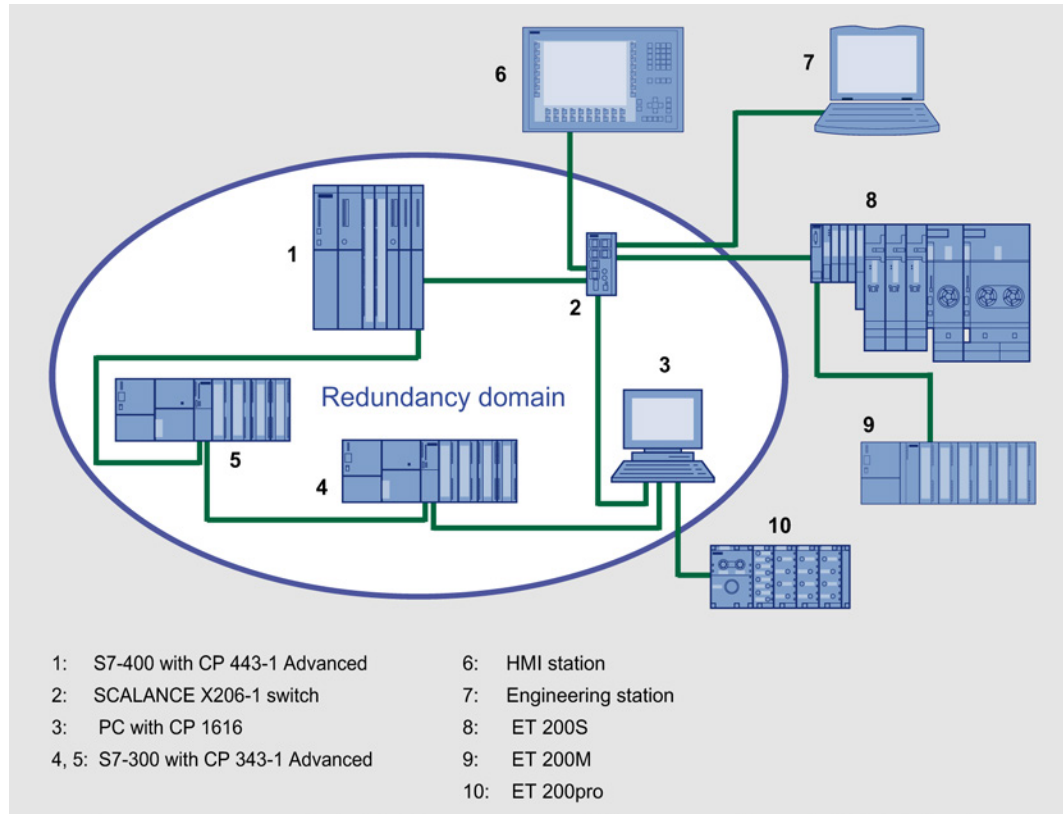 6
7
8
1
2
3
Redundancy domain
9
5
4
10
1: S7-400 with CP 443-1 Advanced
2: SCALANCE X206-1 switch
3: PC with CP 1616
4, 5: S7-300 with CP 343-1 Advanced
6: HMI station
7: Engineering station
8: ET 200S
9: ET 200M
10: ET 200pro